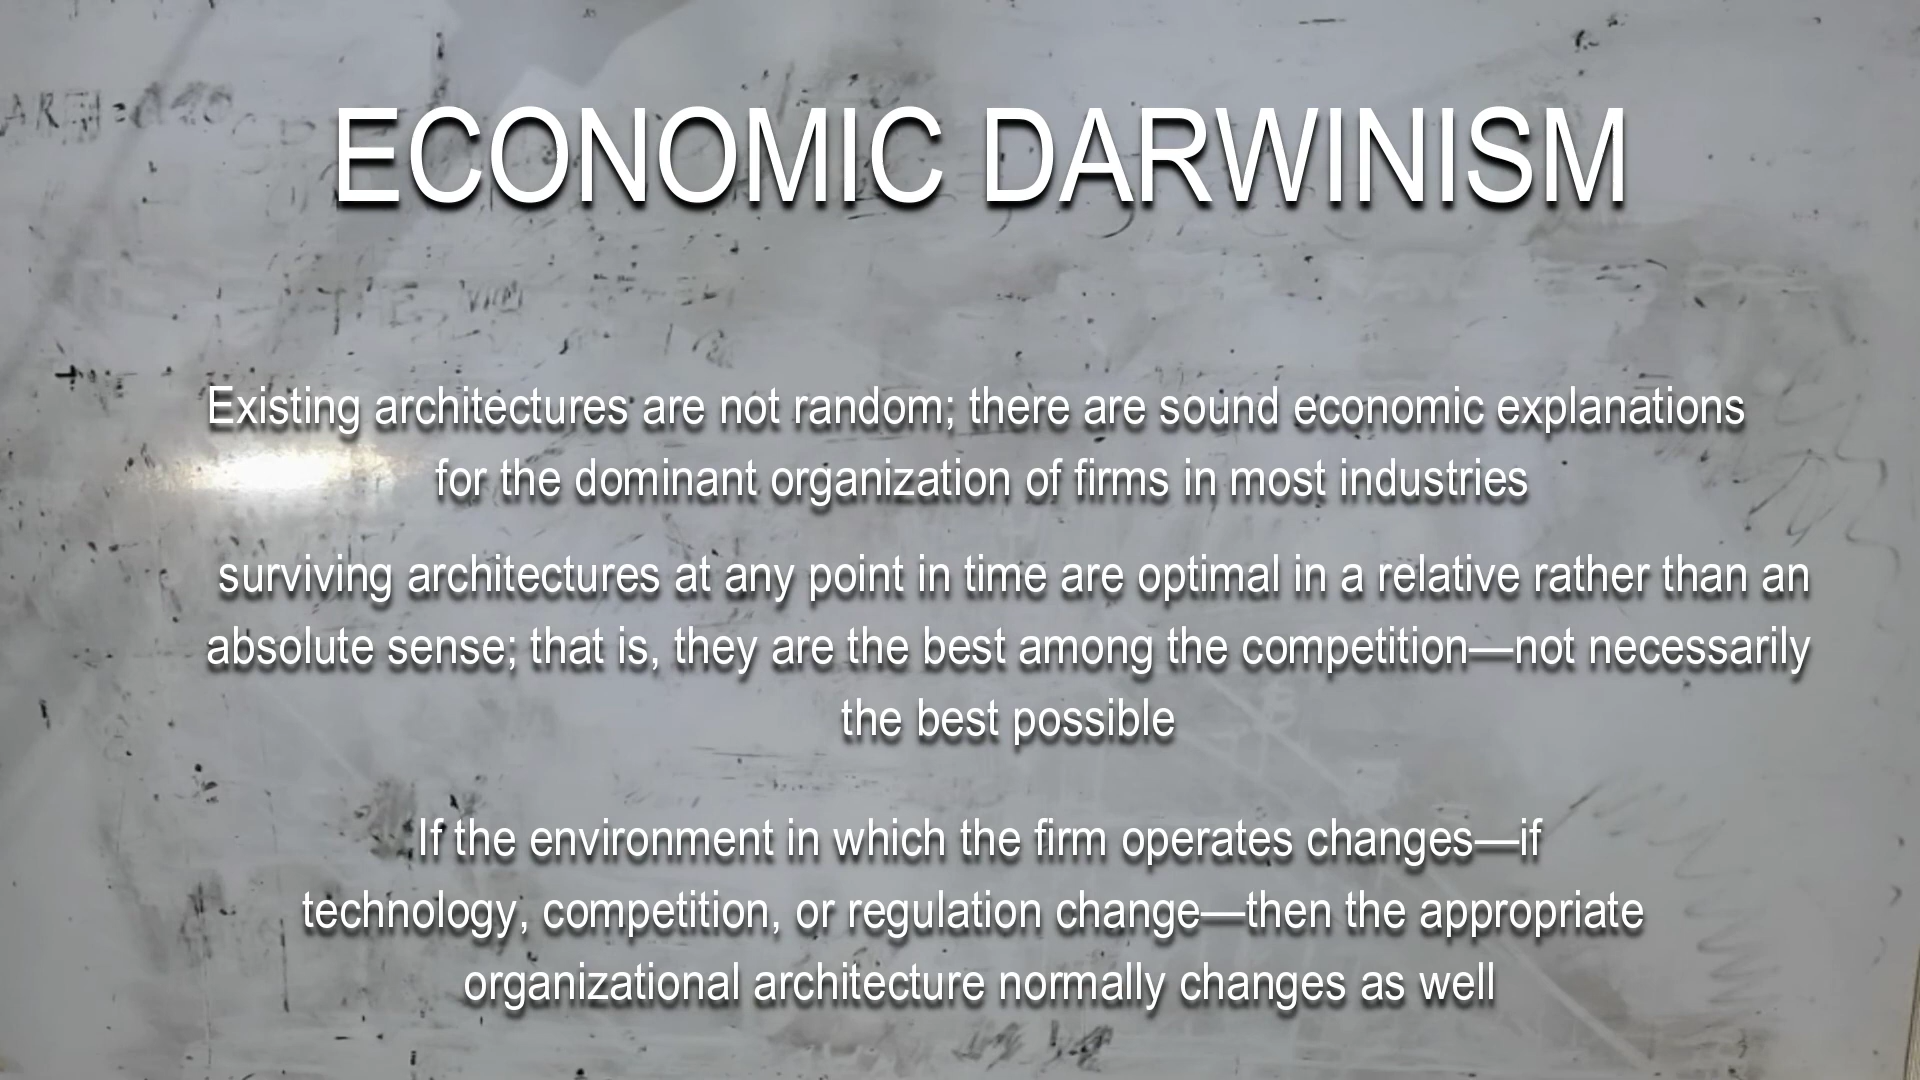 ECONOMIC DARWINISM
Existing architectures are not random; there are sound economic explanations
for the dominant organization of firms in most industries
surviving architectures at any point in time are optimal in a relative rather than an
absolute sense; that is, they are the best among the competition—not necessarily
the best possible
If the environment in which the firm operates changes—if
technology, competition, or regulation change—then the appropriate
organizational architecture normally changes as well